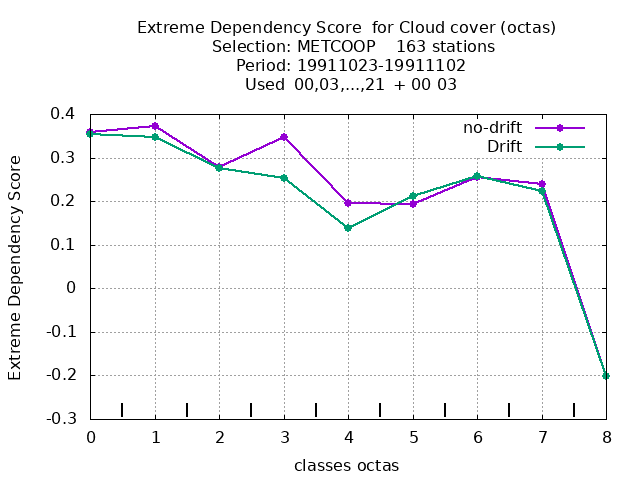 Extreme Dependency Score  for Cloud cover (octas)
Selection: METCOOP    163 stations
Period: 19911023-19911102
Used  00,03,...,21  + 00 03
no-drift
Drift
Extreme Dependency Score
0.4
0.3
0.2
0.1
0
-0.1
-0.2
-0.3
0 1 2 3 4 5 6 7 8
classes octas